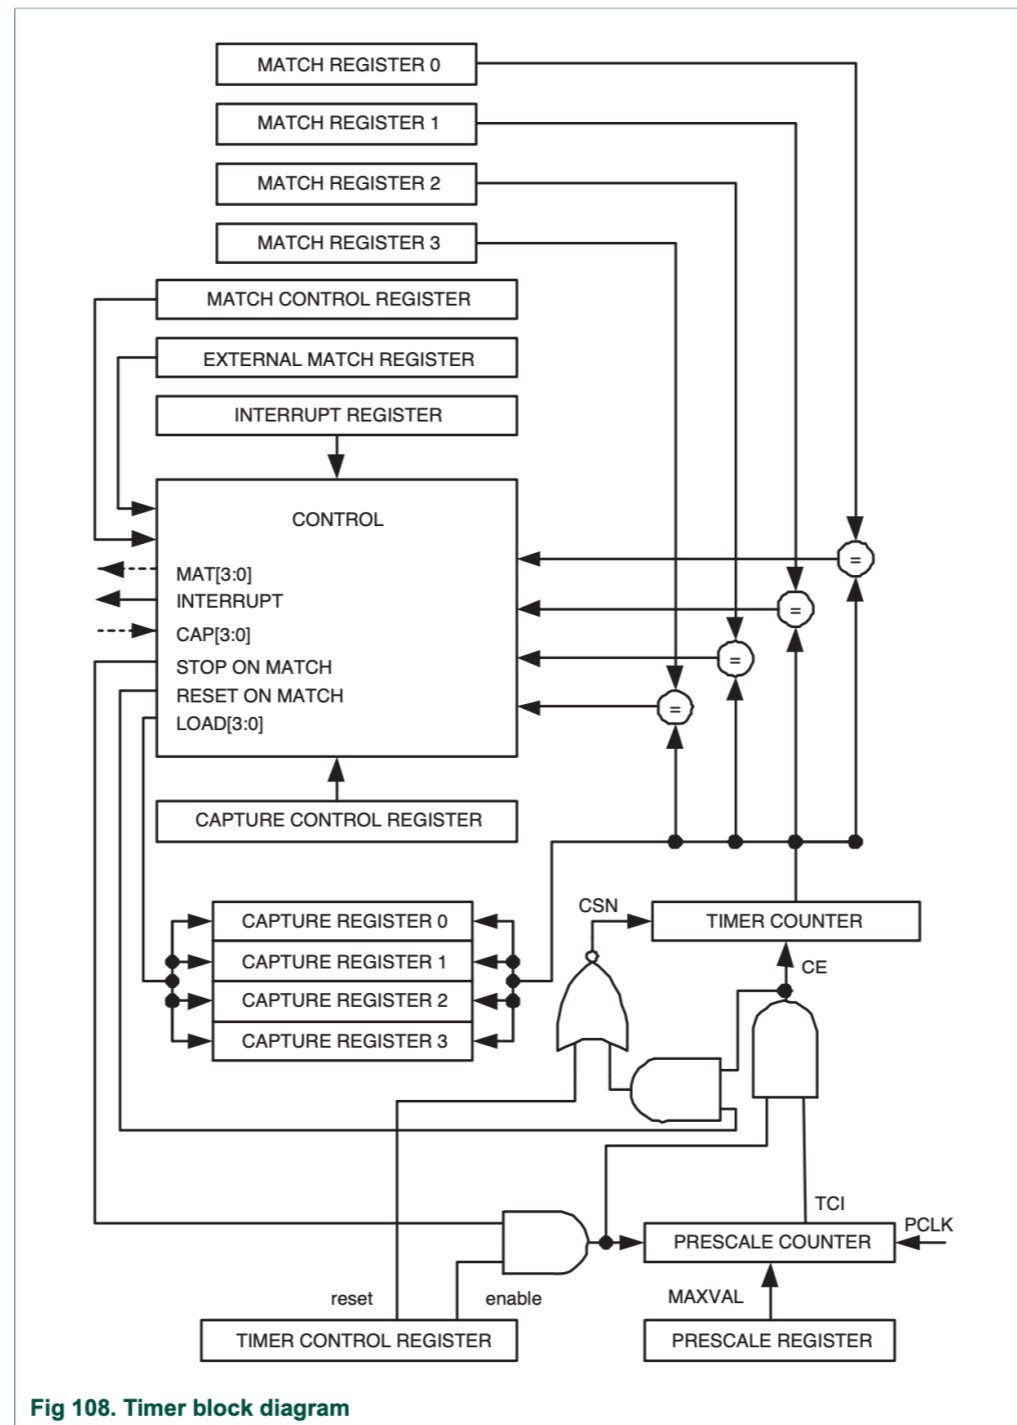 MATCH REGISTER 0
MATCH REGISTER 1
MATCH REGISTER 2
MATCH REGISTER 3
MATCH CONTROL REGISTER
EXTERNAL MATCH REGISTER
INTERRUPT REGISTER
CONTROL
=
=
=
=
MAT[3:0]
INTERRUPT
CAP[3:0]
STOP ON MATCH
RESET ON MATCH
LOAD[3:0]
CAPTURE CONTROL REGISTER
CSN
TIMER COUNTER
CAPTURE REGISTER 0
CAPTURE REGISTER 1
CAPTURE REGISTER 2
CAPTURE REGISTER 3
CE
TCI
PCLK
PRESCALE COUNTER
reset
enable
MAXVAL
TIMER CONTROL REGISTER
PRESCALE REGISTER
Fig 108. Timer block diagram